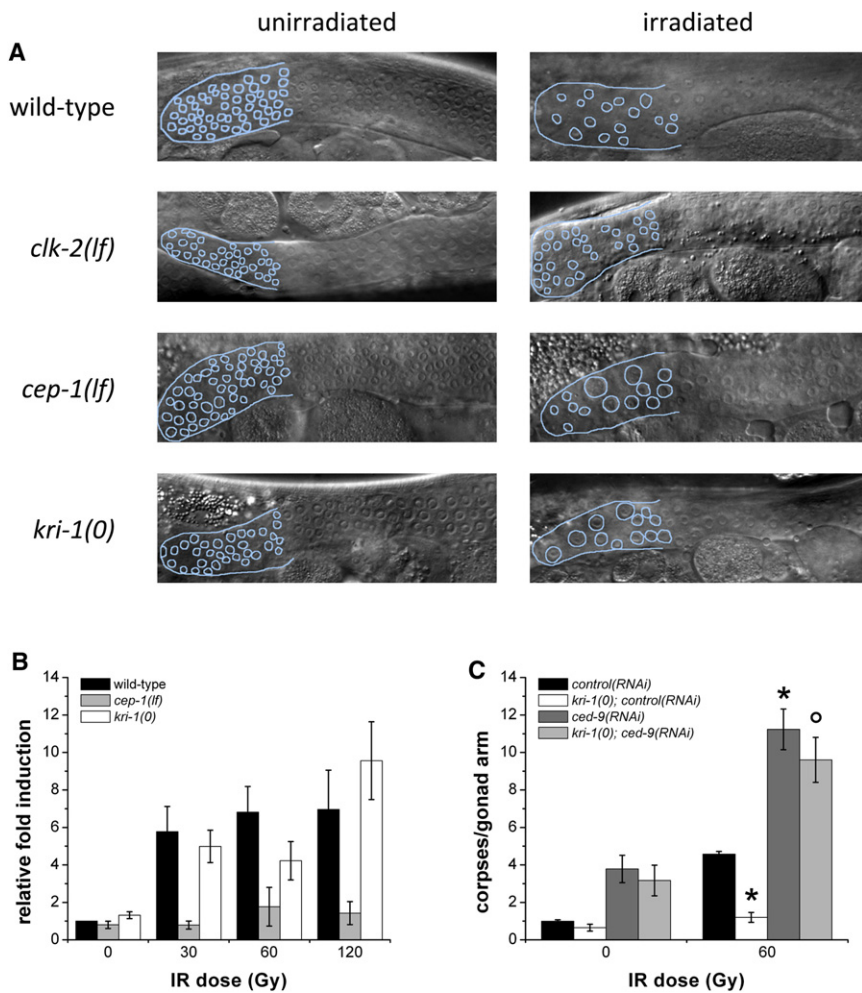 unirradiated irradiated
A
wild-type
clk-2(lf)
cep-1(lf)
kri-1(0)
B
relative fold induction
14
12
10
8
6
4
2
0
wild-type
cep-1(lf)
kri-1(0)
0 30 60 120
IR dose (Gy)
C
corpses/gonad arm
14
12
10
8
6
4
2
0
control(RNAi)
kri-1(0); control(RNAi)
ced-9(RNAi)
kri-1(0); ced-9(RNAi)
*
*
0 60
IR dose (Gy)